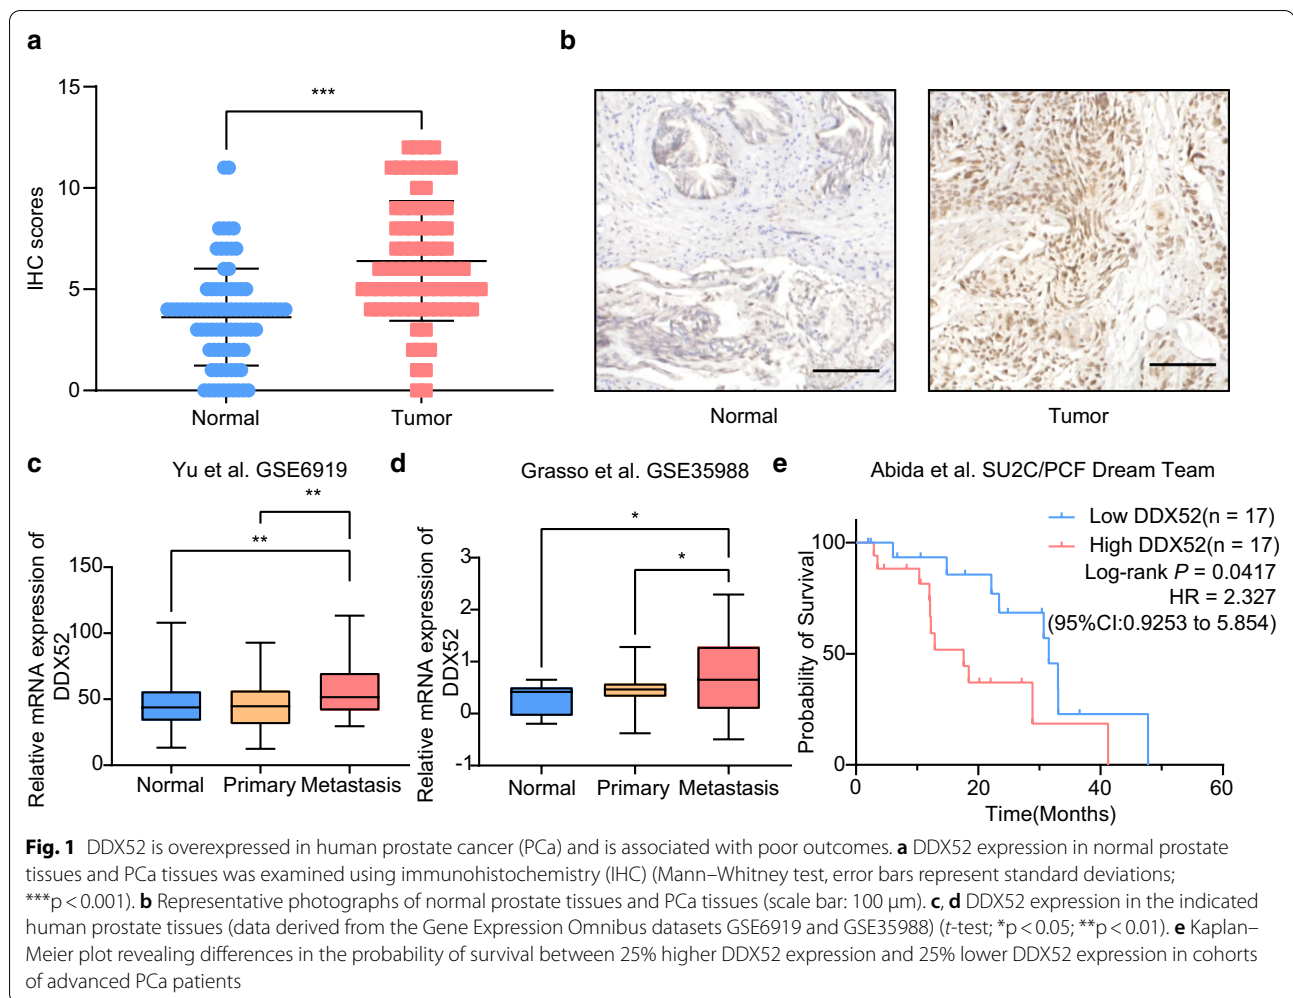 a
b
15
10
5
0
IHC scores
***
Normal
Tumor
Normal
Tumor
c
Yu et al. GSE6919
**
**
150
100
50
0
Relative mRNA expression of
DDX52
Normal
Primary
Metastasis
d
Grasso et al. GSE35988
*
*
3
2
1
0
-1
Relative mRNA expression of
DDX52
Normal
Primary
Metastasis
e
Abida et al. SU2C/PCF Dream Team
Low DDX52(n = 17)
High DDX52(n = 17)
Log-rank P = 0.0417
HR = 2.327
(95%CI:0.9253 to 5.854)
100
50
0
Probability of Survival
0
20
40
60
Time(Months)
Fig. 1 DDX52 is overexpressed in human prostate cancer (PCa) and is associated with poor outcomes. a DDX52 expression in normal prostate
tissues and PCa tissues was examined using immunohistochemistry (IHC) (Mann–Whitney test, error bars represent standard deviations;
***p < 0.001). b Representative photographs of normal prostate tissues and PCa tissues (scale bar: 100 μm). c, d DDX52 expression in the indicated
human prostate tissues (data derived from the Gene Expression Omnibus datasets GSE6919 and GSE35988) (t-test; *p < 0.05; **p < 0.01). e Kaplan–
Meier plot revealing differences in the probability of survival between 25% higher DDX52 expression and 25% lower DDX52 expression in cohorts
of advanced PCa patients